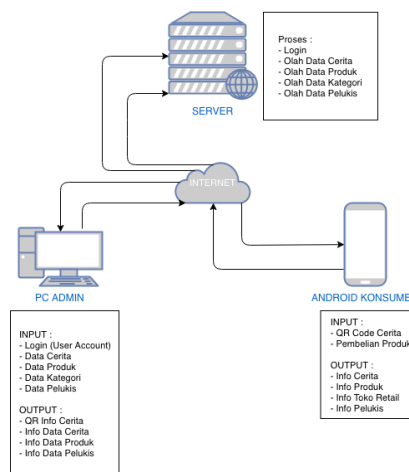 Proses :
- Login
- Olah Data Cerita
- Olah Data Produk
- Olah Data Kategori
- Olah Data Pelukis
SERVER
INTERNET
PC ADMIN
ANDROID KONSUME
INPUT :
- Login (User Account)
- Data Cerita
- Data Produk
- Data Kategori
- Data Pelukis
OUTPUT :
- QR Info Cerita
- Info Data Cerita
- Info Data Produk
- Info Data Pelukis
INPUT :
- QR Code Cerita
- Pembelian Produk
OUTPUT :
- Info Cerita
- Info Produk
- Info Toko Retail
- Info Pelukis